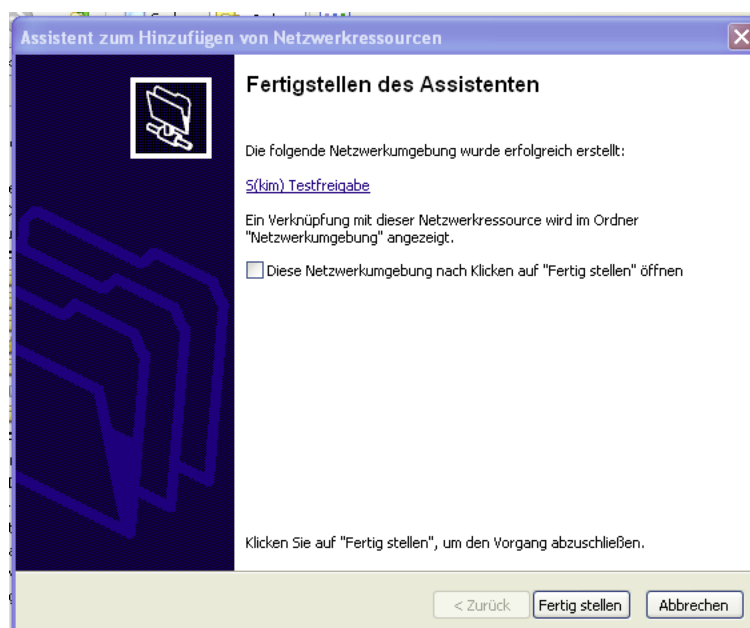 Assistent zum Hinzufügen von Netzwerkressourcen
Fertigstellen des Assistenten
Die folgende Netzwerkumgebung wurde erfolgreich erstellt:
S(kim) Testfreigabe
Ein Verknüpfung mit dieser Netzwerkressource wird im Ordner
"Netzwerkumgebung" angezeigt.
Diese Netzwerkumgebung nach Klicken auf "Fertig stellen" öffnen
Klicken Sie auf "Fertig stellen", um den Vorgang abzuschließen.
< Zurück
Fertig stellen
Abbrechen